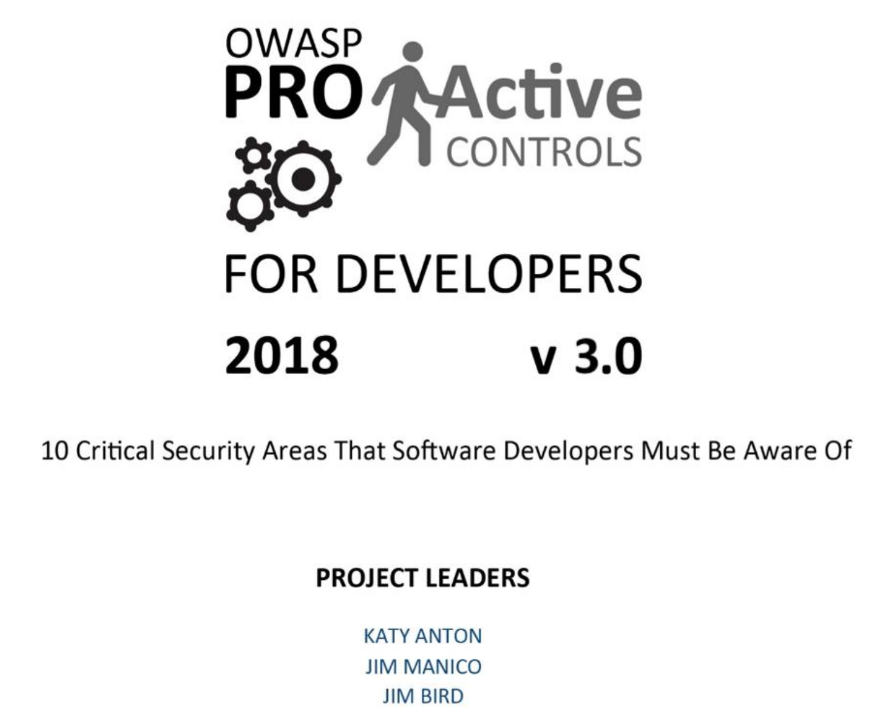 OWASP
PRO Active
CONTROLS
FOR DEVELOPERS
2018 v 3.0
10 Critical Security Areas That Software Developers Must Be Aware Of
PROJECT LEADERS
KATY ANTON
JIM MANICO
JIM BIRD